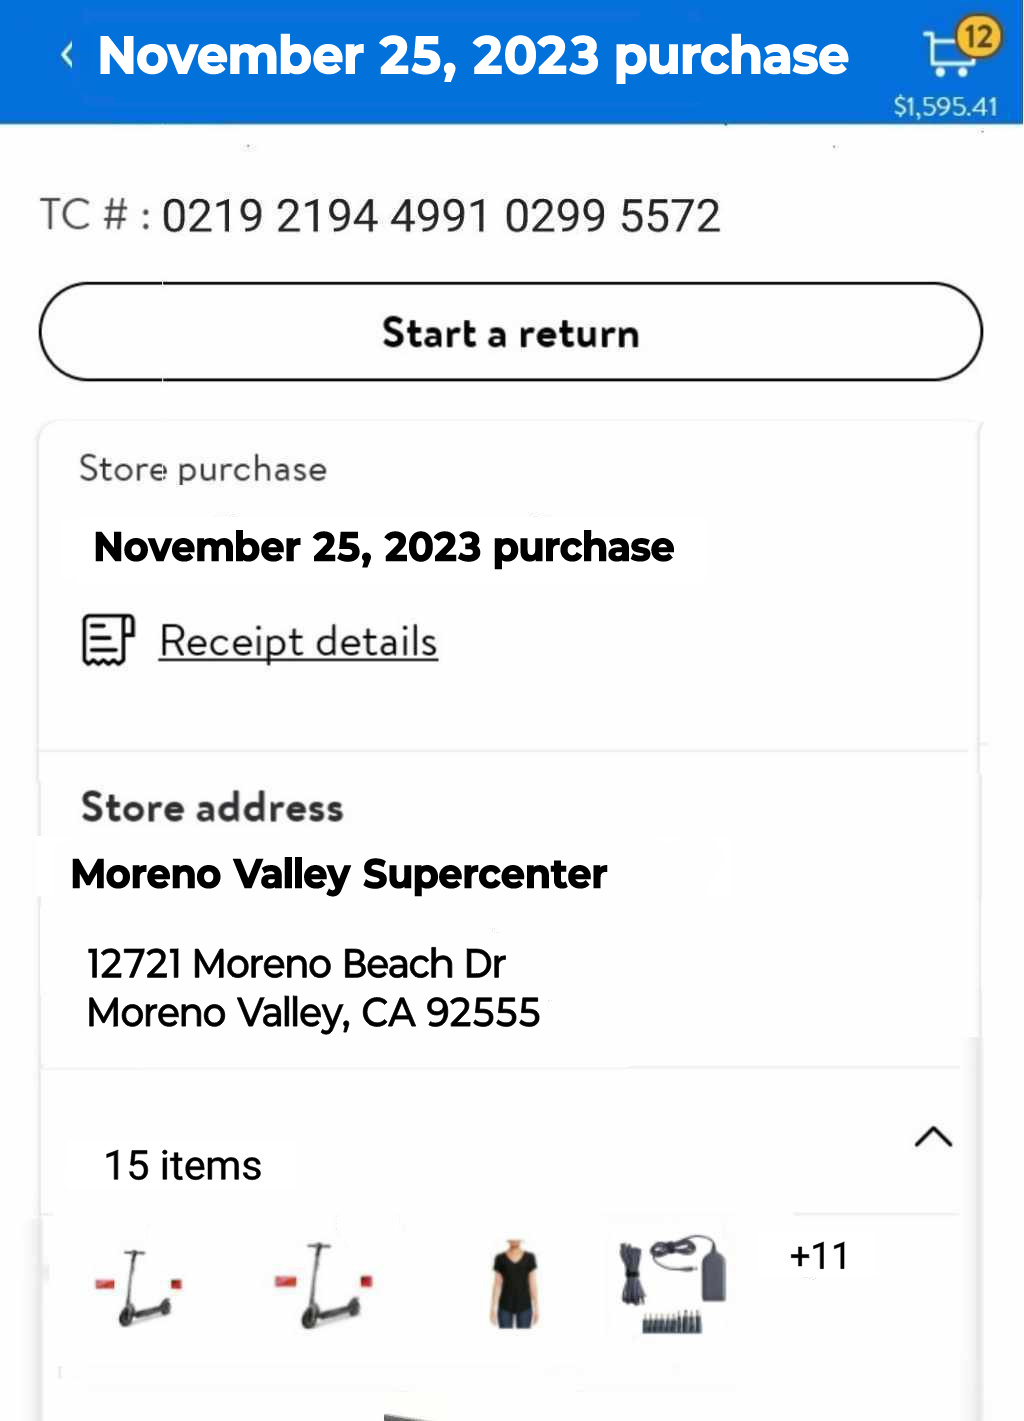 November 25, 2023 purchase
12
$1,595.41
TC # : 0219 2194 4991 0299 5572
Start a return
Store purchase
November 25, 2023 purchase
Receipt details
Store address
Moreno Valley Supercenter
12721 Moreno Beach Dr
Moreno Valley, CA 92555
15 items
+11